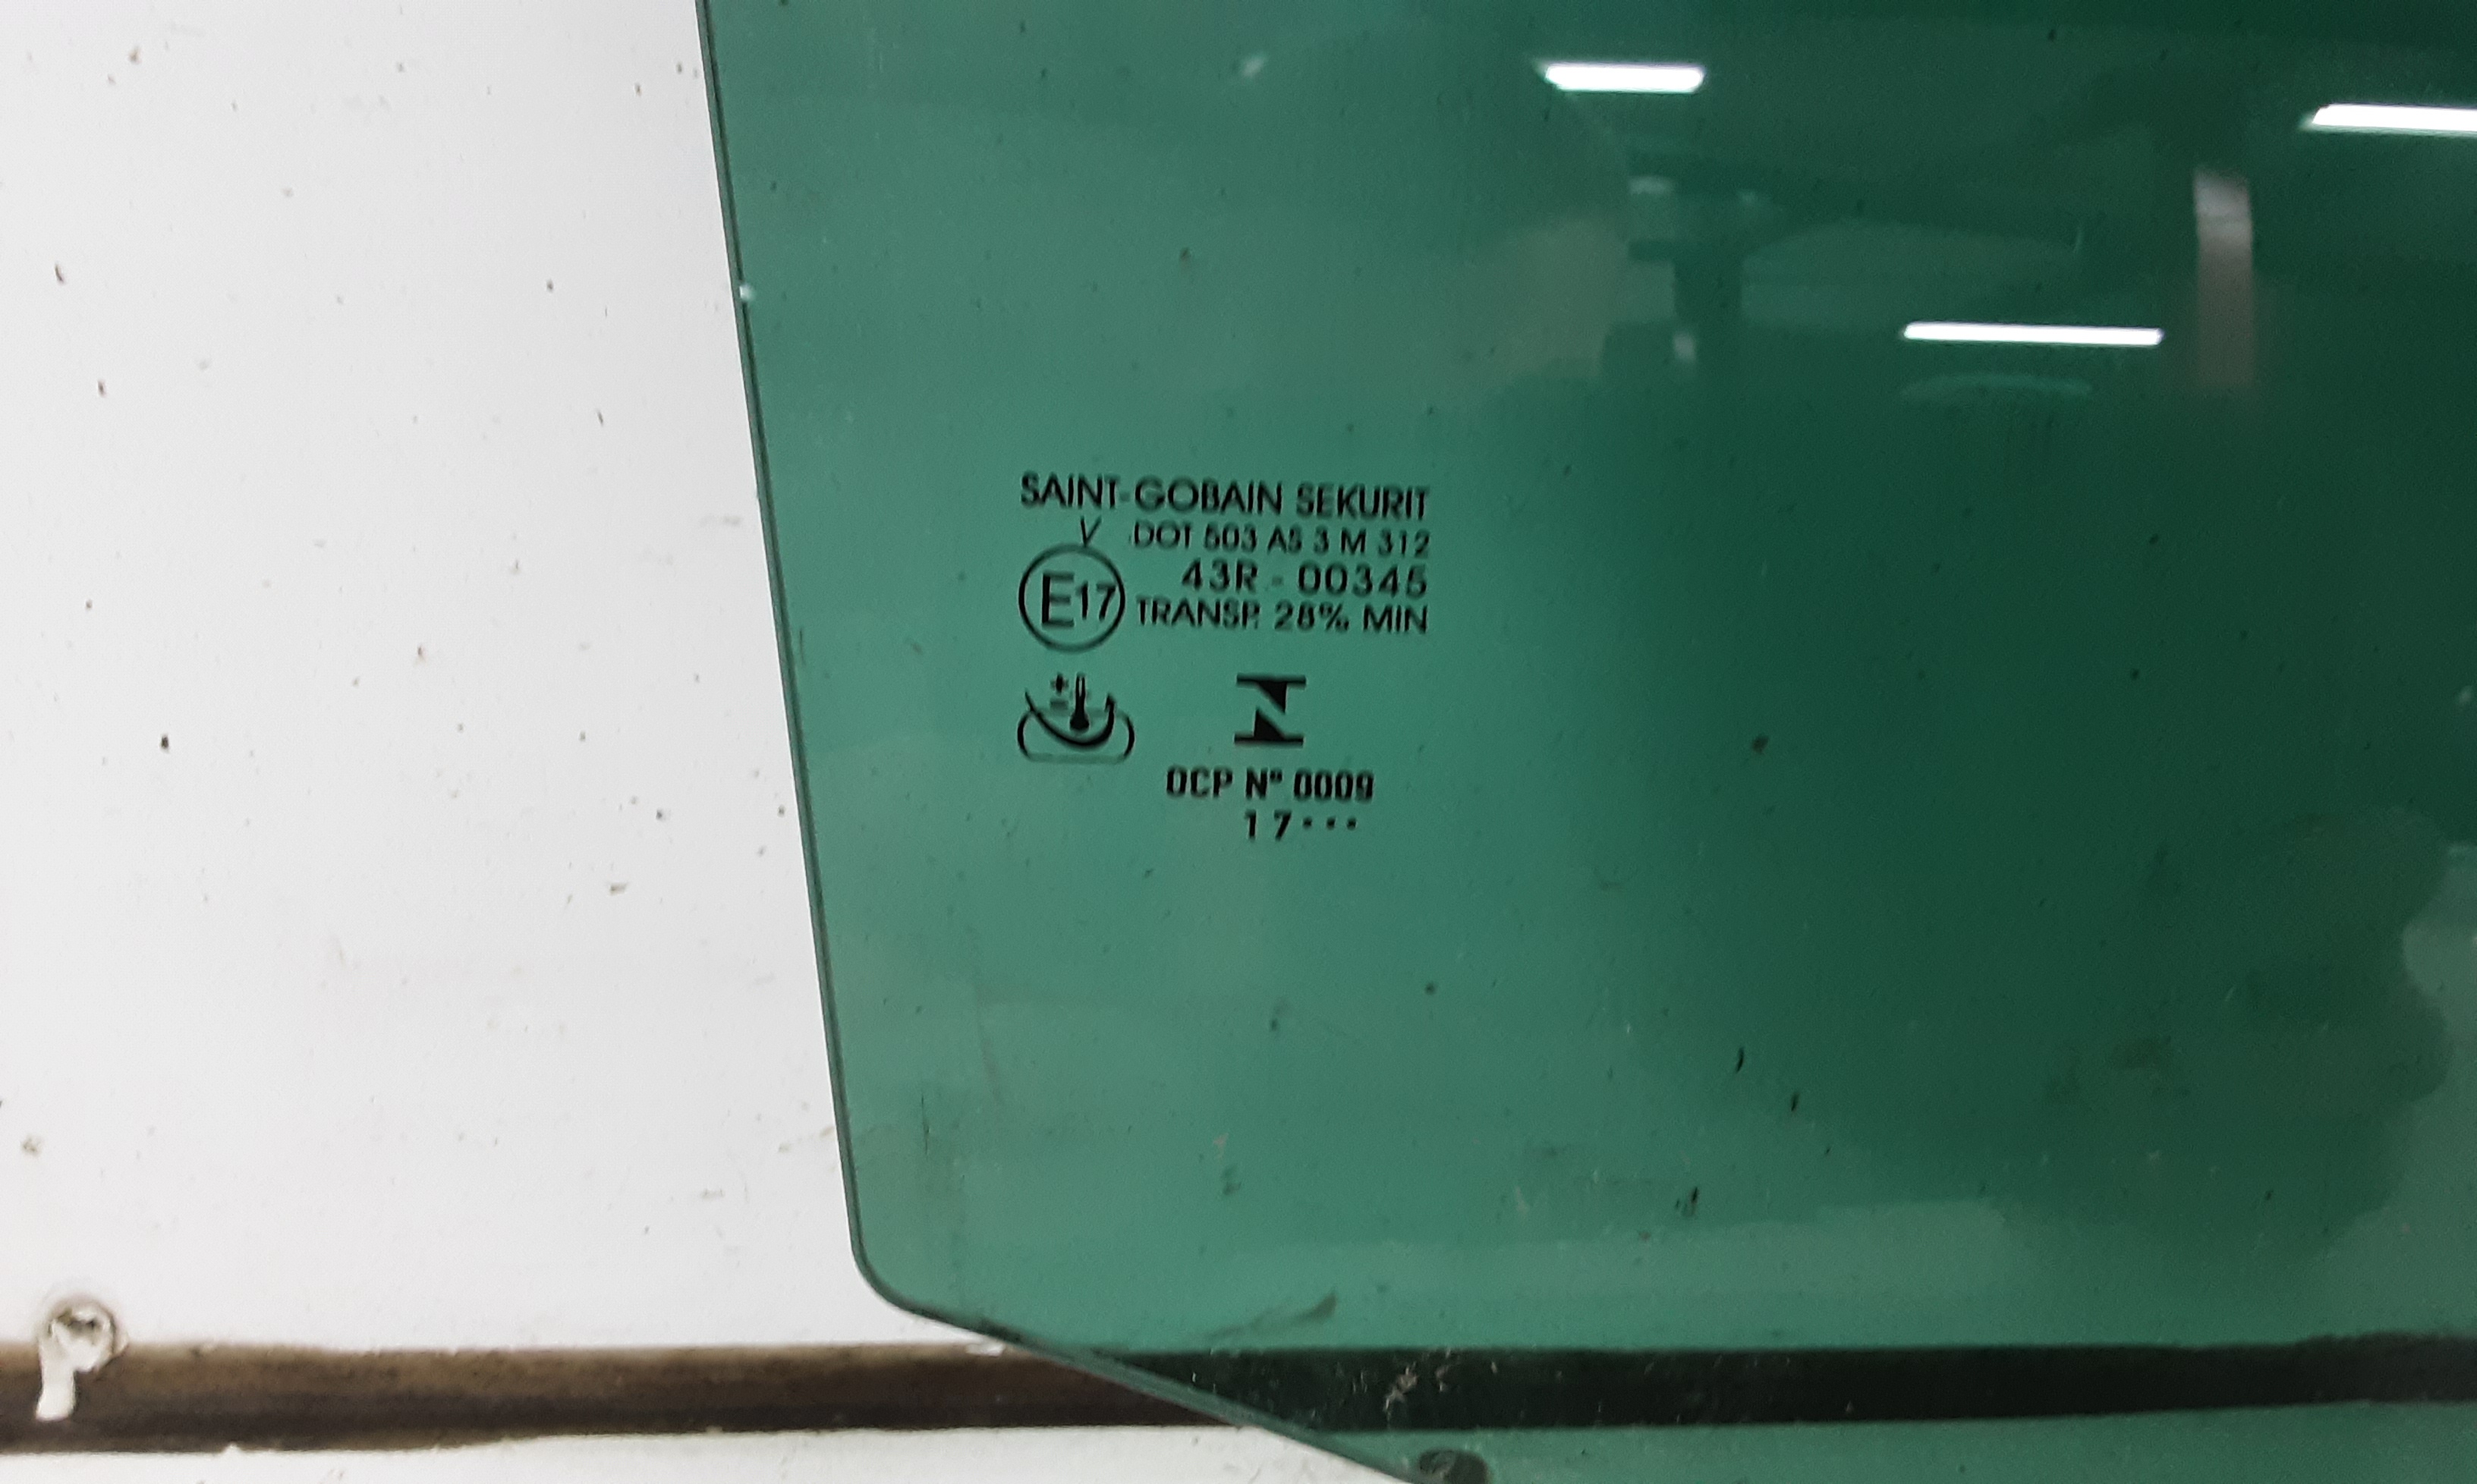 SAINT-GOBAIN SEKURIT
V DOT 503 AS 3 M 312
43R - 00345
E17 TRANSP. 28% MIN
OCP Nº 0009
17···